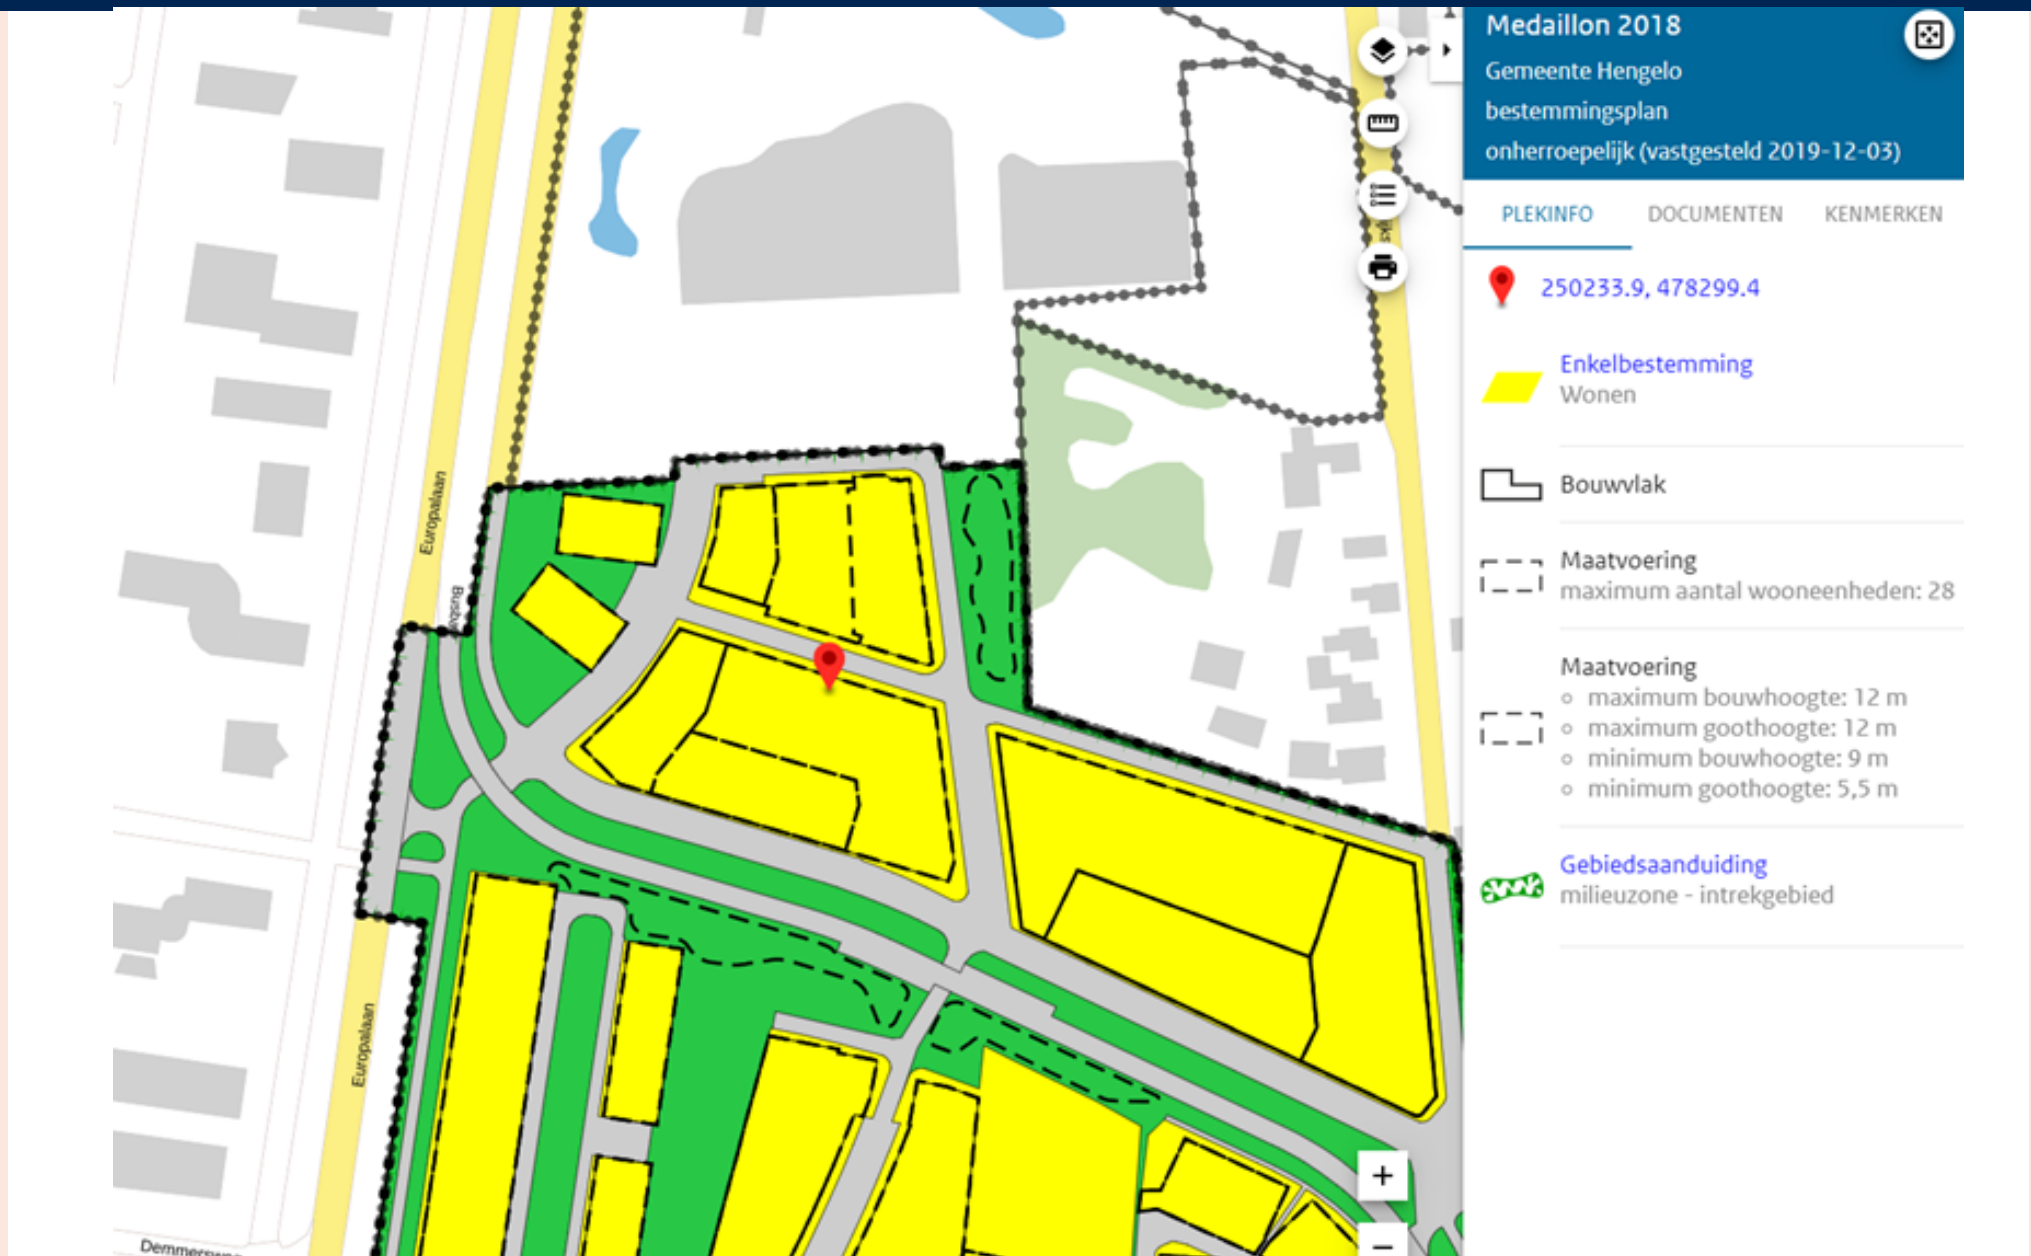 Medaillon 2018
Gemeente Hengelo
bestemmingsplan
onherroepelijk (vastgesteld 2019-12-03)
PLEKINFO
DOCUMENTEN
KENMERKEN
250233.9, 478299.4
Enkelbestemming
Wonen
Bouwvlak
Maatvoering
maximum aantal wooneenheden: 28
Maatvoering
maximum bouwhoogte: 12 m
maximum goothoogte: 12 m
minimum bouwhoogte: 9 m
minimum goothoogte: 5,5 m
Gebiedsaanduiding
milieuzone - intrekgebied
Europalaan
Europalaan